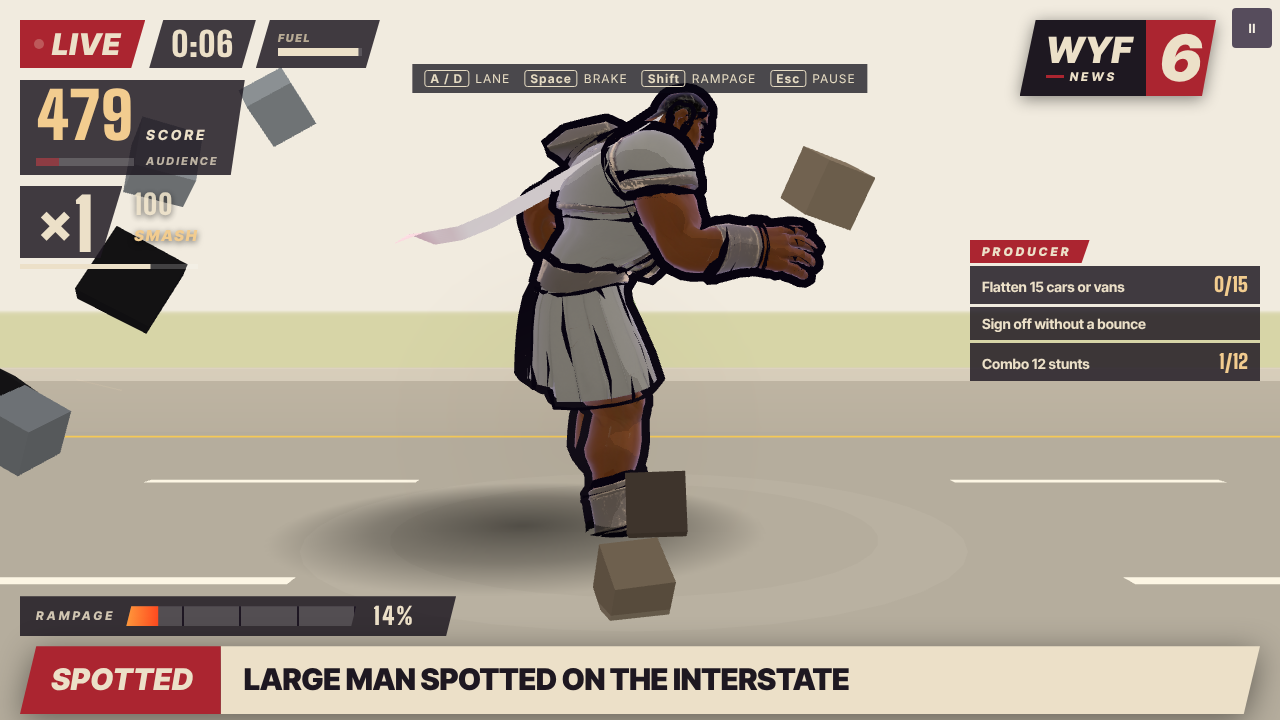 LIVE
0:06
FUEL
A / D LANE Space BRAKE Shift RAMPAGE Esc PAUSE
WYF
NEWS
6
479 SCORE
AUDIENCE
×1
100
SMASH
PRODUCER
Flatten 15 cars or vans 0/15
Sign off without a bounce
Combo 12 stunts 1/12
RAMPAGE 14%
SPOTTED
LARGE MAN SPOTTED ON THE INTERSTATE